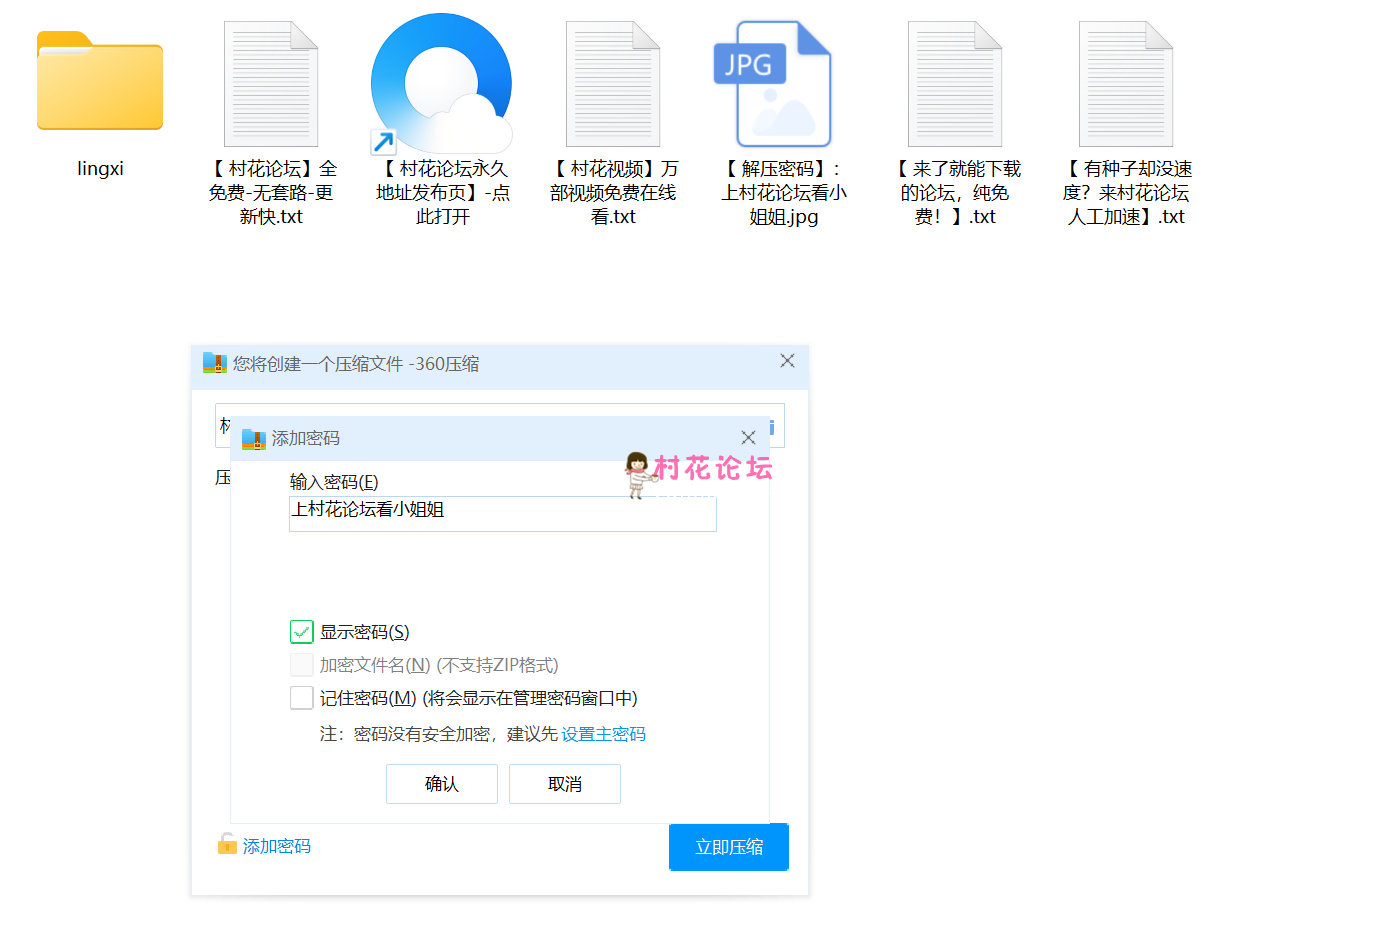 JPG
lingxi
【 村花论坛】全
免费-无套路-更
新快.txt
【 村花论坛永久
地址发布页】-点
此打开
【 村花视频】万
部视频免费在线
看.txt
【 解压密码】：
上村花论坛看小
姐姐.jpg
【 来了就能下载
的论坛，纯免
费！】.txt
【 有种子却没速
度？来村花论坛
人工加速】.txt
您将创建一个压缩文件 -360压缩
添加密码
村花论坛
压
输入密码(E)
上村花论坛看小姐姐
显示密码(S)
加密文件名(N) (不支持ZIP格式)
记住密码(M) (将会显示在管理密码窗口中)
注：密码没有安全加密，建议先 设置主密码
确认
取消
添加密码
立即压缩